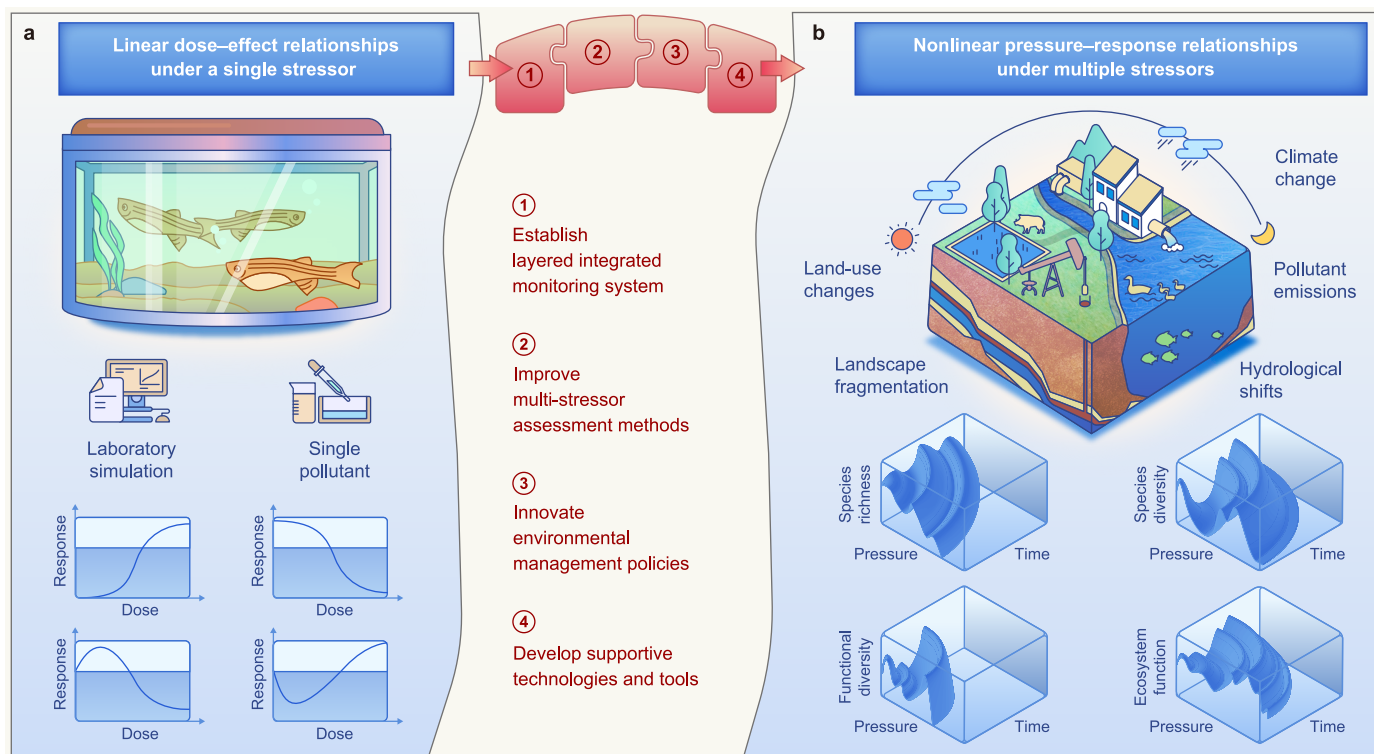 a
Linear dose–effect relationships
under a single stressor
Laboratory
simulation
Single
pollutant
Response
Dose
Response
Dose
Response
Dose
Response
Dose
1
2
3
4
1
Establish
layered integrated
monitoring system
2
Improve
multi-stressor
assessment methods
3
Innovate
environmental
management policies
4
Develop supportive
technologies and tools
b
Nonlinear pressure–response relationships
under multiple stressors
Climate
change
Land-use
changes
Pollutant
emissions
Landscape
fragmentation
Hydrological
shifts
Species
richness
Pressure
Time
Species
diversity
Pressure
Time
Functional
diversity
Pressure
Time
Ecosystem
function
Pressure
Time